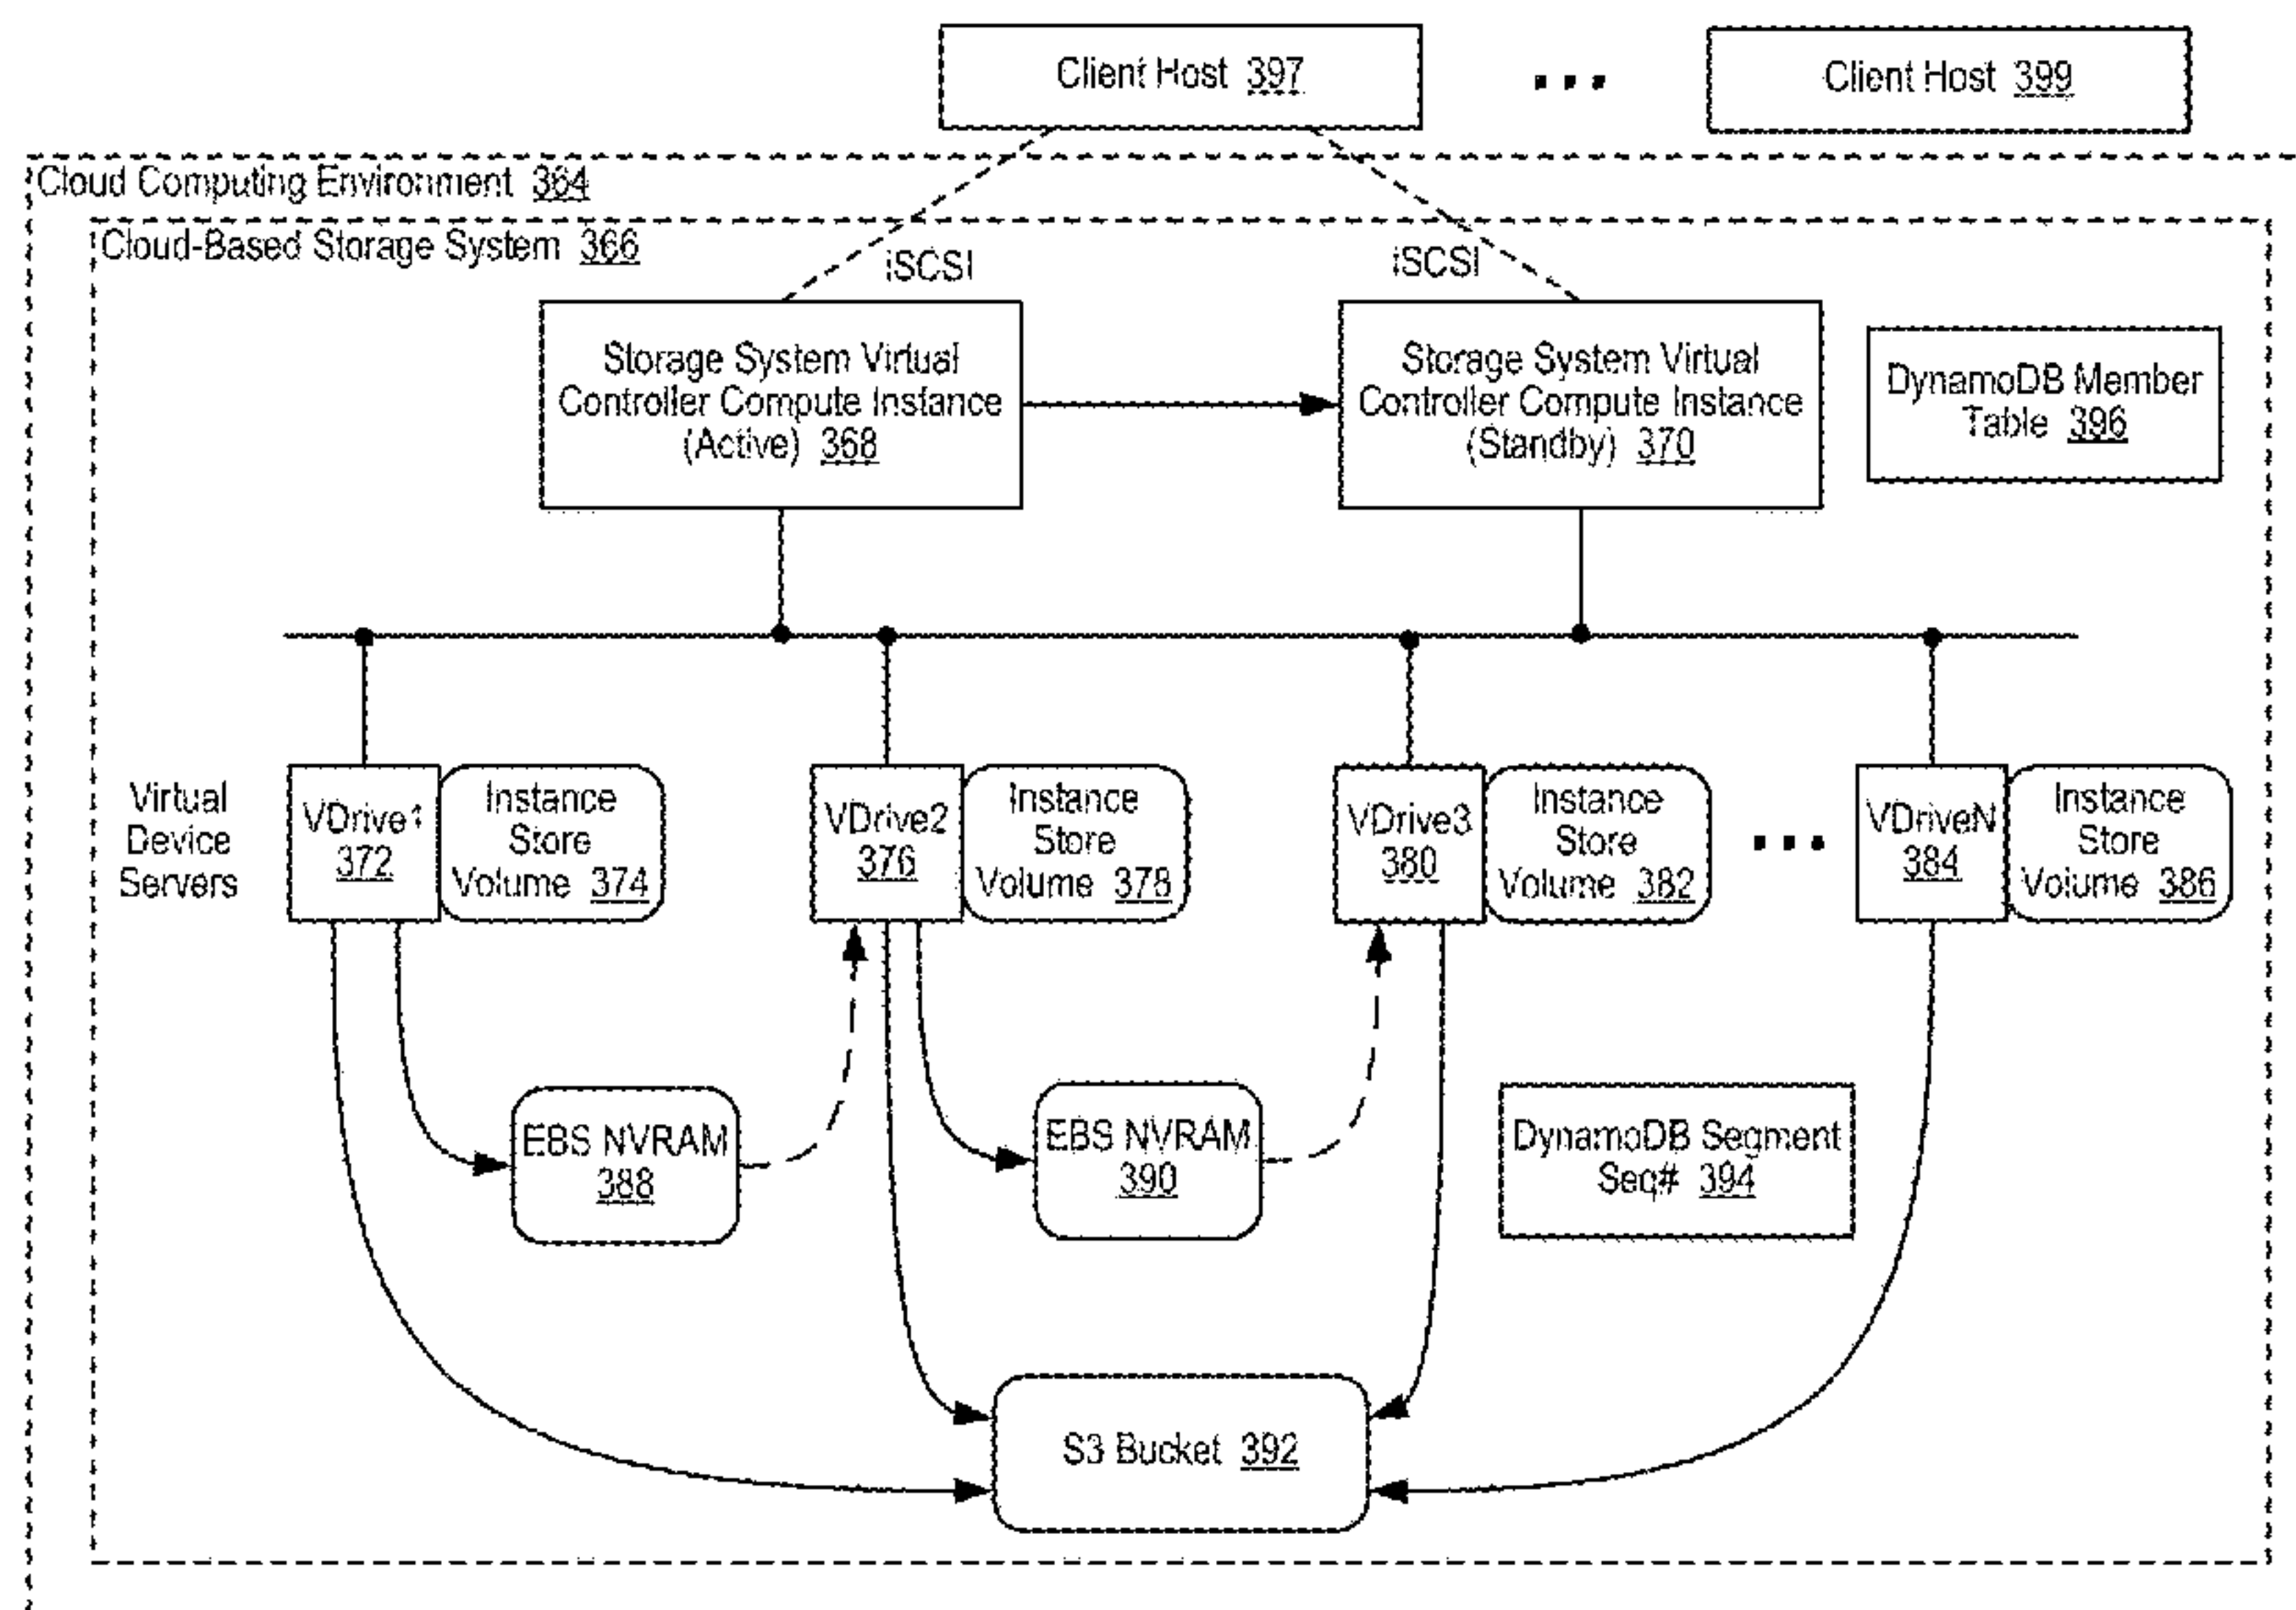 Client Host 397
Client Host 399
Cloud Computing Environment 364
Cloud-Based Storage System 366
iSCSI
iSCSI
Storage System Virtual
Controller Compute Instance
(Active) 368
Storage System Virtual
Controller Compute Instance
(Standby) 370
DynamoDB Member
Table 396
Virtual
Device
Servers
VDrive1
372
Instance
Store
Volume 374
VDrive2
376
Instance
Store
Volume 378
VDrive3
380
Instance
Store
Volume 382
VDriveN
384
Instance
Store
Volume 386
EBS NVRAM
388
EBS NVRAM
390
DynamoDB Segment
Seq# 394
S3 Bucket 392